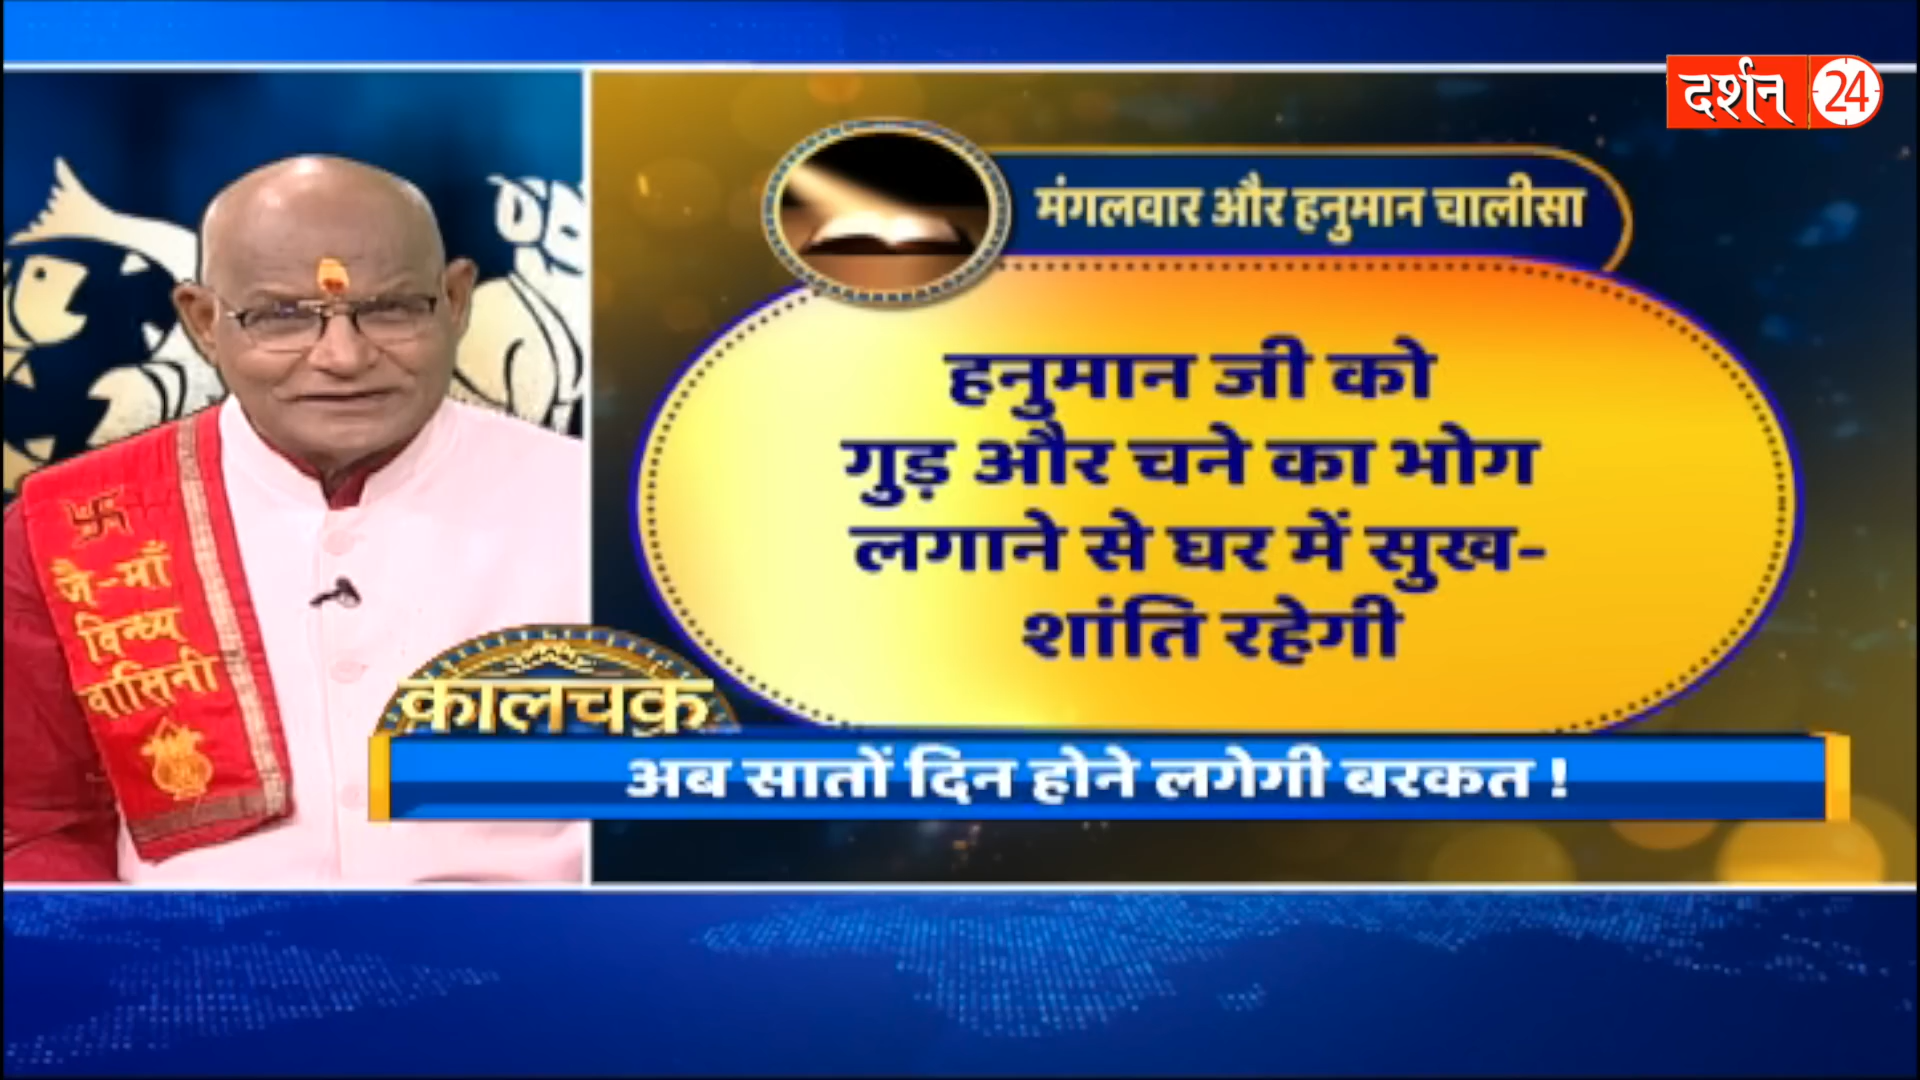 दर्शन 24
मंगलवार और हनुमान चालीसा
हनुमान जी को
गुड़ और चने का भोग
लगाने से घर में सुख-
शांति रहेगी
जै-माँ
विन्ध्य
वासिनी
कालचक्र
अब सातों दिन होने लगेगी बरकत !